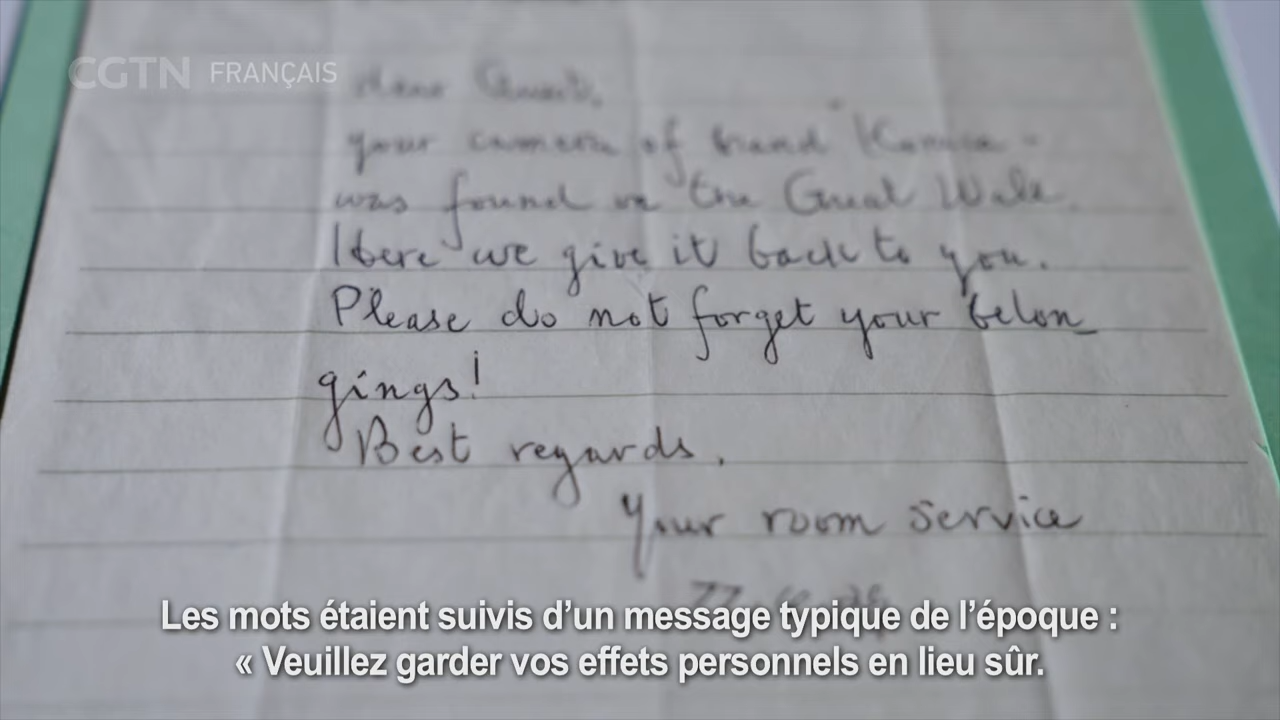 CGTN FRANÇAIS
Dear Guest,
your camera of brand Konica -
was found on the Great Wall.
Here we give it back to you.
Please do not forget your belon
gings!
Best regards,
Your room service
Les mots étaient suivis d’un message typique de l’époque :
« Veuillez garder vos effets personnels en lieu sûr.